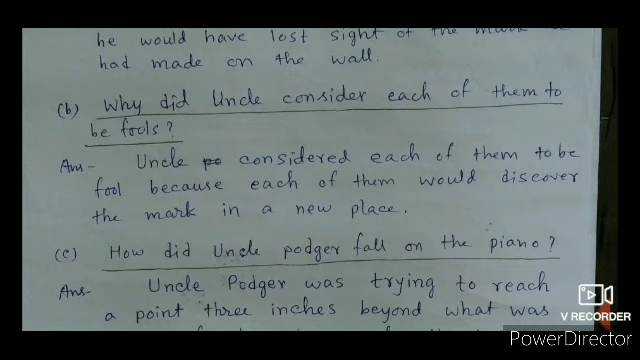 he would have lost sight of the mark
had made on the wall.
(b) Why did Uncle consider each of them to
be fools?
Ans- Uncle considered each of them to be
fool because each of them would discover
the mark in a new place.
(c) How did Uncle podger fall on the piano?
Ans- Uncle Podger was trying to reach
a point three inches beyond what was
V RECORDER
PowerDirector